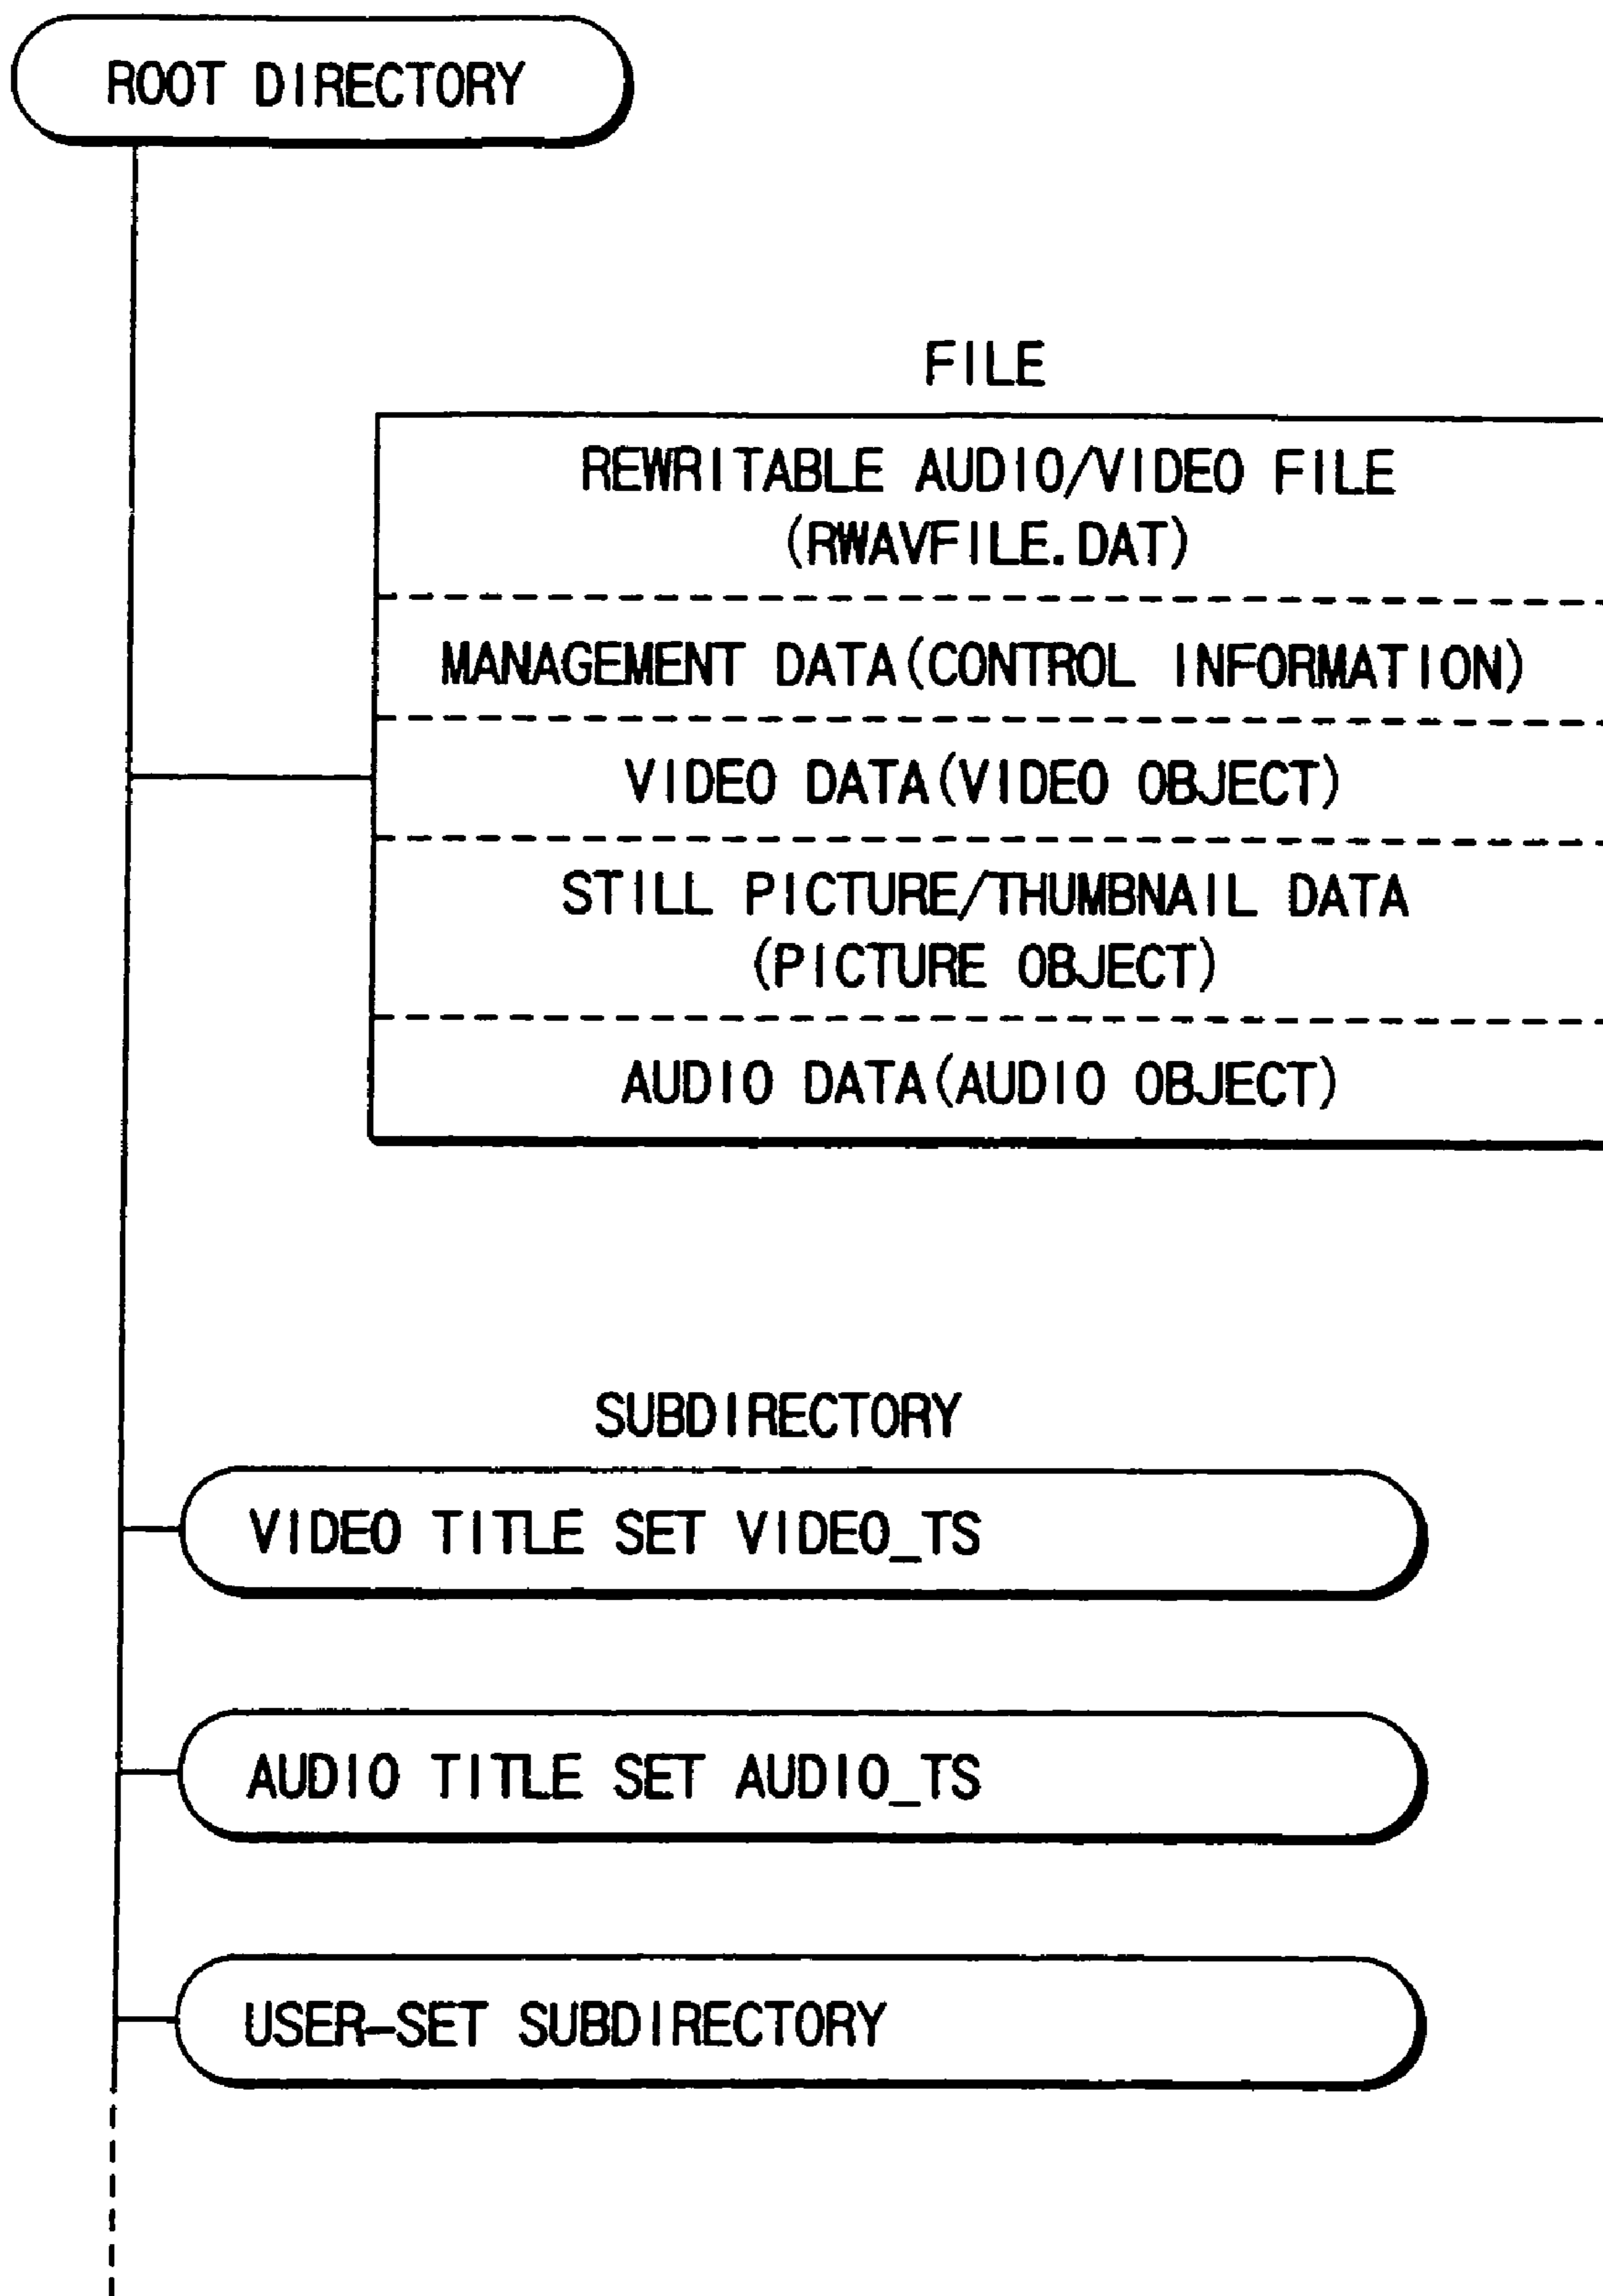 ROOT DIRECTORY
FILE
REWRITABLE AUDIO/VIDEO FILE
(RWAVFILE.DAT)
MANAGEMENT DATA(CONTROL INFORMATION)
VIDEO DATA(VIDEO OBJECT)
STILL PICTURE/THUMBNAIL DATA
(PICTURE OBJECT)
AUDIO DATA(AUDIO OBJECT)
SUBDIRECTORY
VIDEO TITLE SET VIDEO_TS
AUDIO TITLE SET AUDIO_TS
USER-SET SUBDIRECTORY